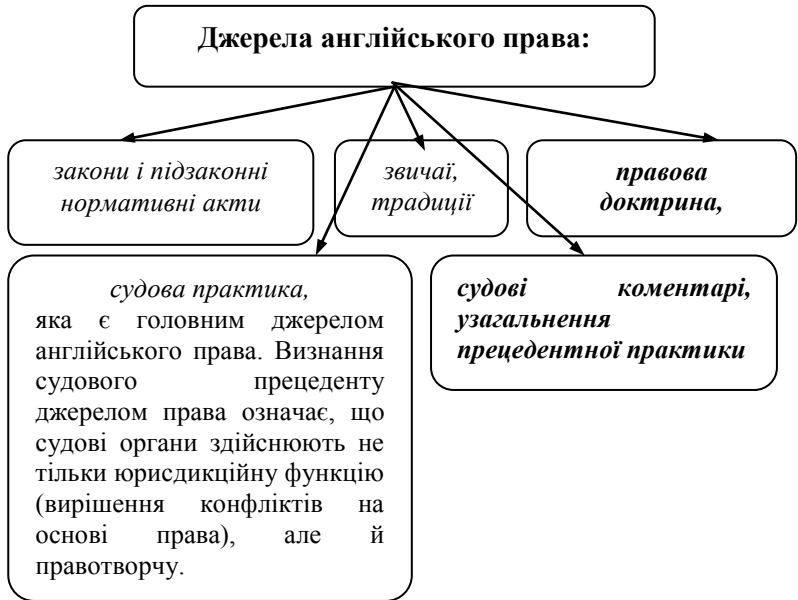 Джерела англійського права:
закони і підзаконні
нормативні акти
звичаї,
традиції
правова
доктрина,
судова практика,
яка є головним джерелом
англійського права. Визнання
судового прецеденту
джерелом права означає, що
судові органи здійснюють не
тільки юрисдикційну функцію
(вирішення конфліктів на
основі права), але й
правотворчу.
судові коментарі,
узагальнення
прецедентної практики